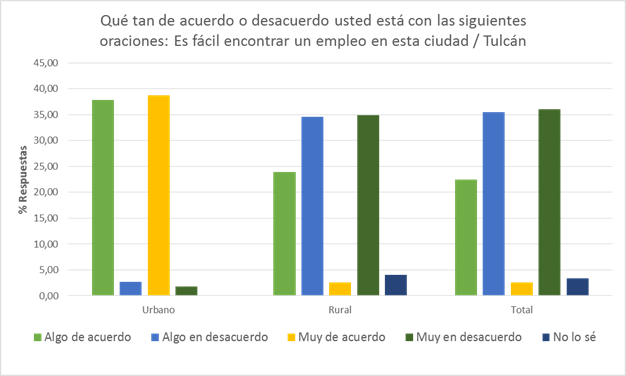 Qué tan de acuerdo o desacuerdo usted está con las siguientes
oraciones: Es fácil encontrar un empleo en esta ciudad / Tulcán
45,00
40,00
35,00
30,00
25,00
20,00
15,00
10,00
5,00
0,00
% Respuestas
Urbano Rural Total
Algo de acuerdo Algo en desacuerdo Muy de acuerdo Muy en desacuerdo No lo sé